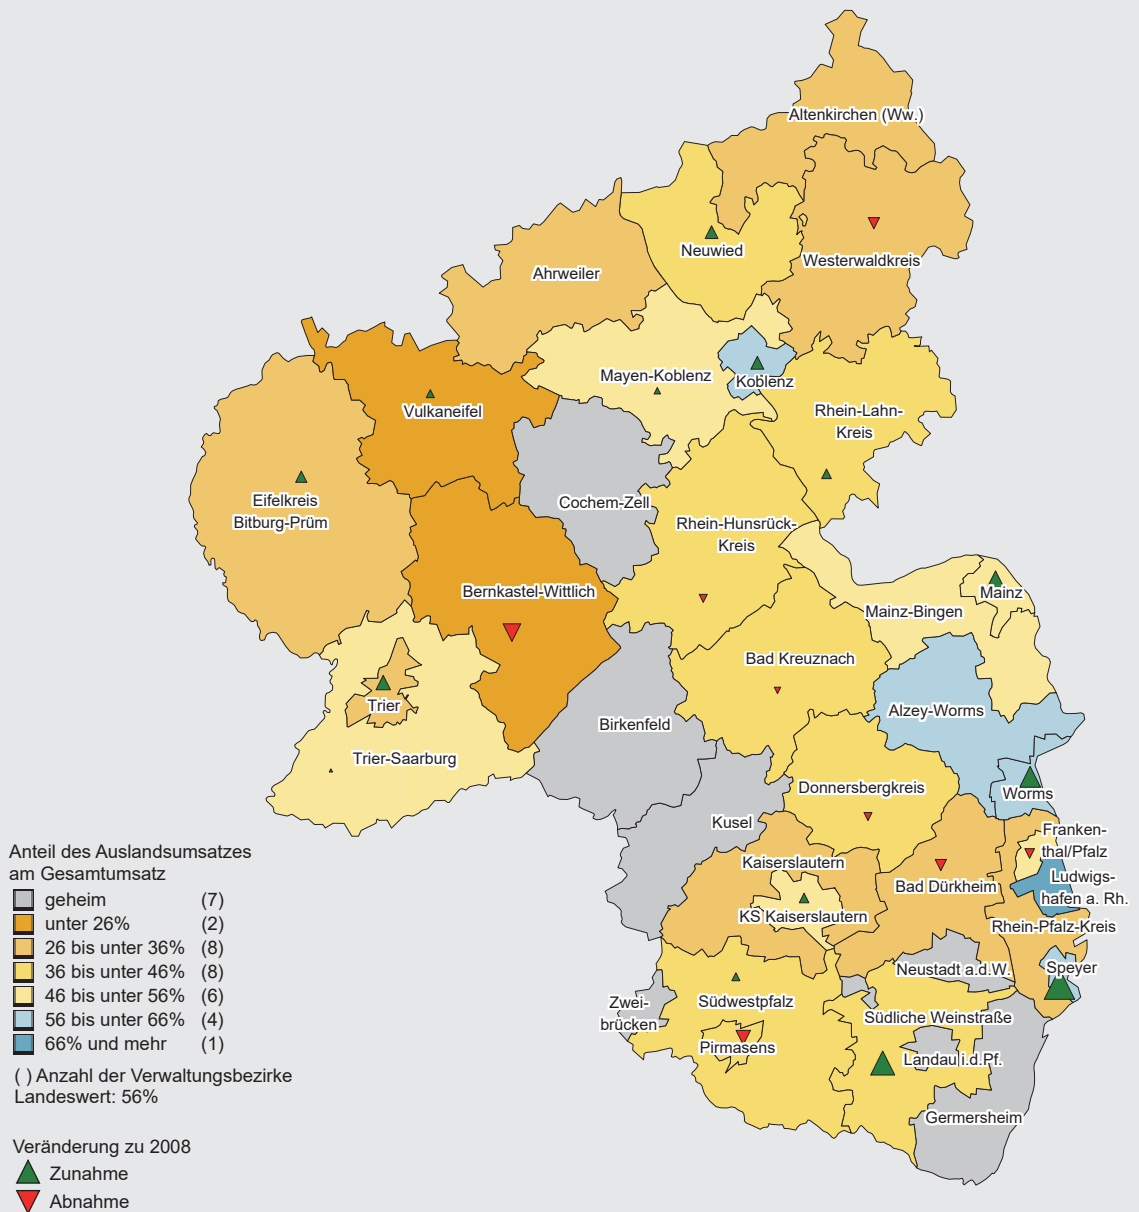 Altenkirchen (Ww.)
Neuwied
Westerwaldkreis
Ahrweiler
Mayen-Koblenz
Koblenz
Vulkaneifel
Rhein-Lahn-
Kreis
Eifelkreis
Bitburg-Prüm
Cochem-Zell
Rhein-Hunsrück-
Kreis
Bernkastel-Wittlich
Mainz
Mainz-Bingen
Bad Kreuznach
Trier
Alzey-Worms
Birkenfeld
Trier-Saarburg
Donnersbergkreis
Worms
Kusel
Franken-
thal/Pfalz
Kaiserslautern
Ludwigs-
hafen a. Rh.
Bad Dürkheim
KS Kaiserslautern
Rhein-Pfalz-Kreis
Neustadt a.d.W.
Speyer
Zwei-
brücken
Südwestpfalz
Südliche Weinstraße
Pirmasens
Landau i.d.Pf.
Germersheim
Anteil des Auslandsumsatzes
am Gesamtumsatz
geheim (7)
unter 26% (2)
26 bis unter 36% (8)
36 bis unter 46% (8)
46 bis unter 56% (6)
56 bis unter 66% (4)
66% und mehr (1)
( ) Anzahl der Verwaltungsbezirke
Landeswert: 56%
Veränderung zu 2008
Zunahme
Abnahme